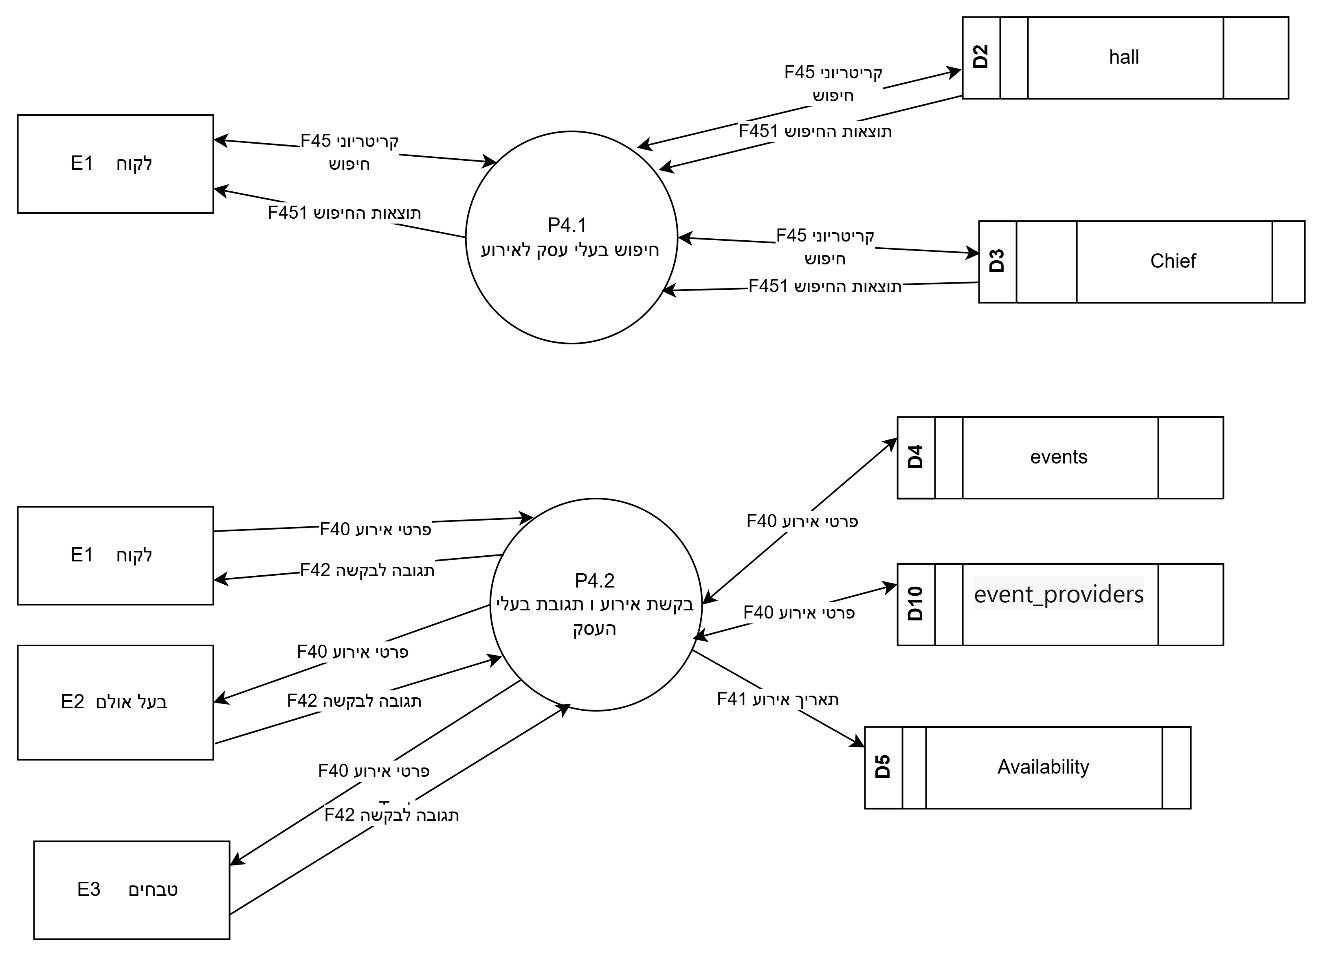 D2
hall
F45 קריטריוני
חיפוש
F451 תוצאות החיפוש
E1 לקוח
F45 קריטריוני
חיפוש
F451 תוצאות החיפוש
P4.1
חיפוש בעלי עסק לאירוע
F45 קריטריוני
חיפוש
F451 תוצאות החיפוש
D3
Chief
D4
events
F40 פרטי אירוע
E1 לקוח
F40 פרטי אירוע
F42 תגובה לבקשה
P4.2
בקשת אירוע ו תגובת בעלי
העסק
F40 פרטי אירוע
D10
event_providers
E2 בעל אולם
F40 פרטי אירוע
F42 תגובה לבקשה
F41 תאריך אירוע
D5
Availability
F40 פרטי אירוע
F42 תגובה לבקשה
E3 טבחים